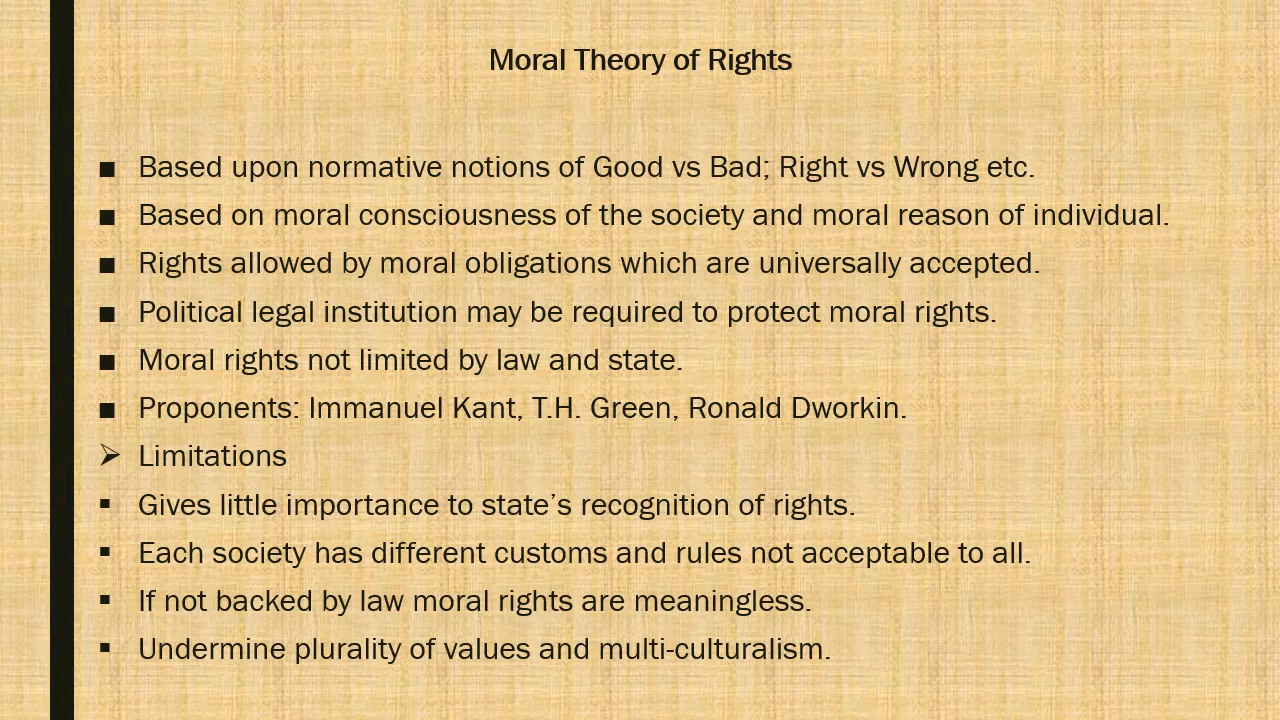 Moral Theory of Rights
▪ Based upon normative notions of Good vs Bad; Right vs Wrong etc.
▪ Based on moral consciousness of the society and moral reason of individual.
▪ Rights allowed by moral obligations which are universally accepted.
▪ Political legal institution may be required to protect moral rights.
▪ Moral rights not limited by law and state.
▪ Proponents: Immanuel Kant, T.H. Green, Ronald Dworkin.
➢ Limitations
▪ Gives little importance to state’s recognition of rights.
▪ Each society has different customs and rules not acceptable to all.
▪ If not backed by law moral rights are meaningless.
▪ Undermine plurality of values and multi-culturalism.